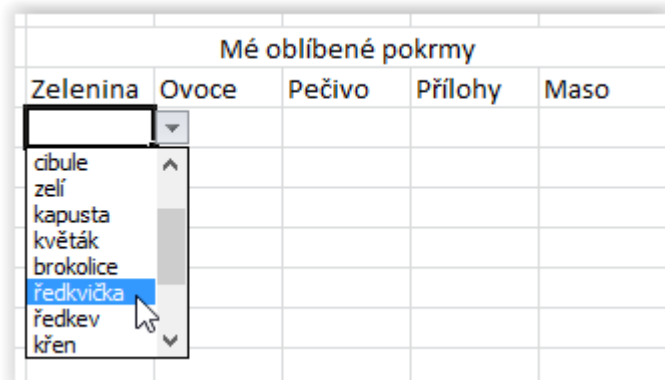 Mé oblíbené pokrmy
Zelenina Ovoce Pečivo Přílohy Maso
cibule
zelí
kapusta
květák
brokolice
ředkvička
ředkev
křen